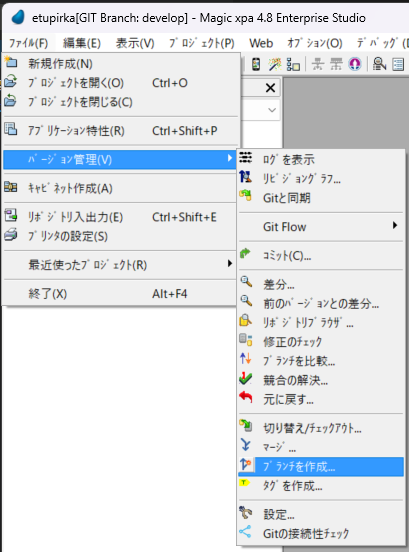 etupirka[GIT Branch: develop] - Magic xpa 4.8 Enterprise Studio
ﾌｧｲﾙ(F) 編集(E) 表示(V) ﾌﾟﾛｼﾞｪｸﾄ(P) Web ｵﾌﾟｼｮﾝ(O) ﾃﾞﾊﾞｯｸﾞ(D)
新規作成(N)
ﾌﾟﾛｼﾞｪｸﾄを開く(O) Ctrl+O
ﾌﾟﾛｼﾞｪｸﾄを閉じる(C)
ｱﾌﾟﾘｹｰｼｮﾝ特性(R) Ctrl+Shift+P
ﾊﾞｰｼﾞｮﾝ管理(V)
ｷｬﾋﾞﾈｯﾄ作成(A)
ﾘﾎﾟｼﾞﾄﾘ入出力(E) Ctrl+Shift+E
ﾌﾟﾘﾝﾀの設定(S)
最近使ったﾌﾟﾛｼﾞｪｸﾄ(R)
終了(X) Alt+F4
ﾛｸﾞを表示
ﾘﾋﾞｼﾞｮﾝｸﾞﾗﾌ...
Gitと同期
Git Flow
ｺﾐｯﾄ(C)...
差分...
前のﾊﾞｰｼﾞｮﾝとの差分...
ﾘﾎﾟｼﾞﾄﾘﾌﾞﾗｳｻﾞ...
修正のﾁｪｯｸ
ﾌﾞﾗﾝﾁを比較...
競合の解決...
元に戻す...
切り替え/ﾁｪｯｸｱｳﾄ...
ﾏｰｼﾞ...
ﾌﾞﾗﾝﾁを作成...
ﾀｸﾞを作成...
設定...
Gitの接続性ﾁｪｯｸ